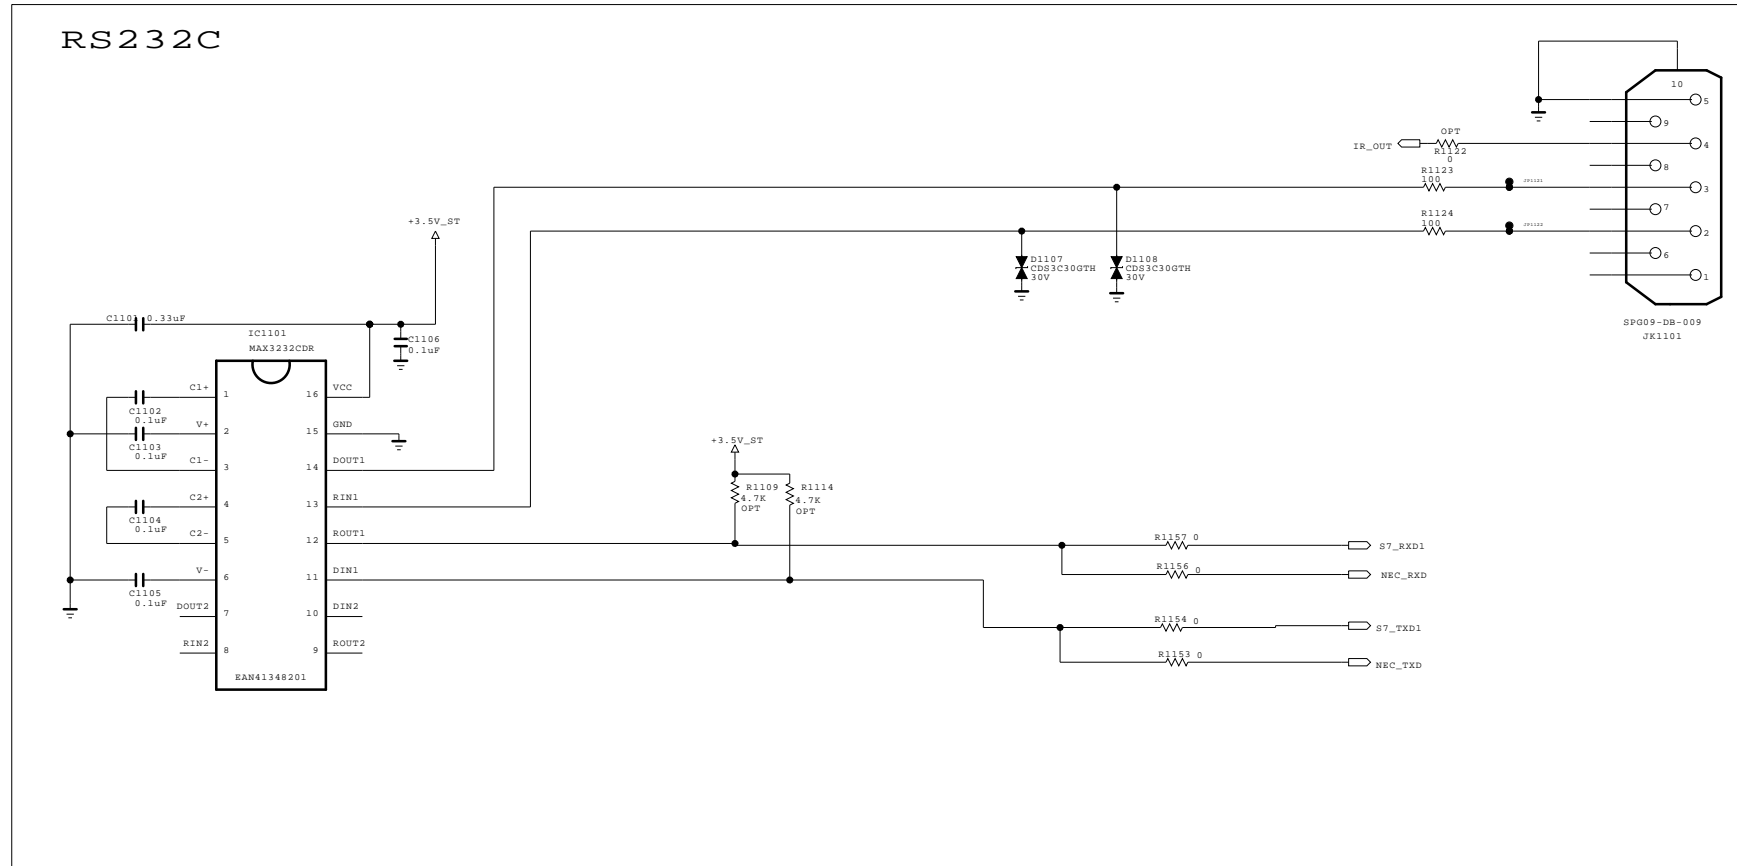 RS232C
10
5
9
OPT
IR_OUT
4
R1122
0
8
R1123
100
JP1121
3
7
R1124
100
JP1122
2
+3.5V_ST
6
D1107
CDS3C30GTH
30V
D1108
CDS3C30GTH
30V
1
C1101 0.33uF
SPG09-DB-009
JK1101
IC1101
MAX3232CDR
C1106
0.1uF
C1+
1
16
VCC
C1102
0.1uF
V+
2
15
GND
C1103
0.1uF
C1-
3
14
DOUT1
+3.5V_ST
R1109
4.7K
OPT
R1114
4.7K
OPT
C2+
4
13
RIN1
C1104
0.1uF
C2-
5
12
ROUT1
R1157 0
S7_RXD1
V-
6
11
DIN1
R1156 0
NEC_RXD
C1105
0.1uF
DOUT2
7
10
DIN2
R1154 0
S7_TXD1
RIN2
8
9
ROUT2
R1153 0
NEC_TXD
EAN41348201